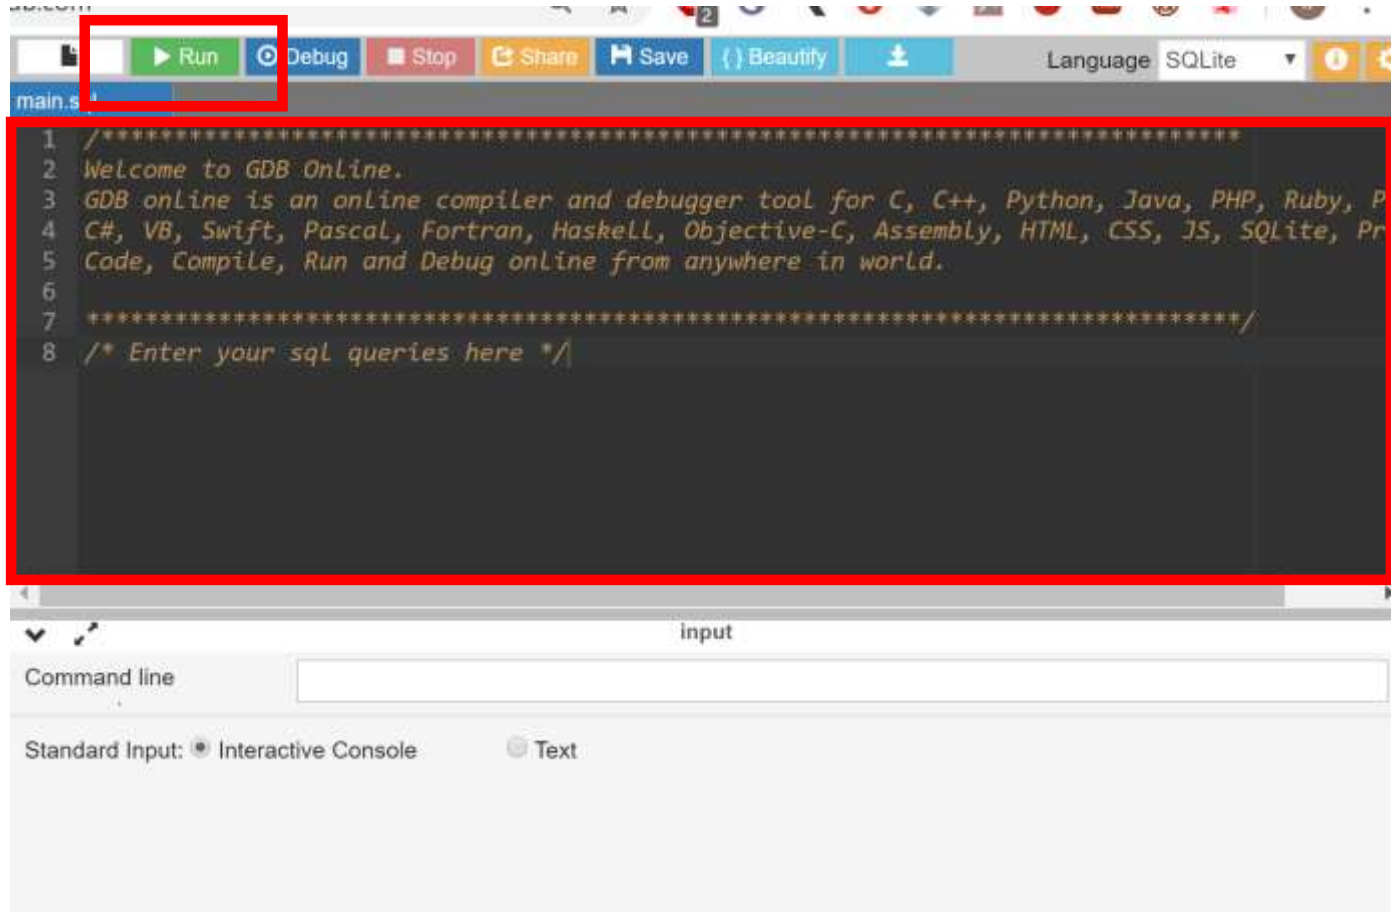 2
Run Debug Stop Share Save { } Beautify Language SQLite
1 /******************************************************************************
2 Welcome to GDB Online.
3 GDB online is an online compiler and debugger tool for C, C++, Python, Java, PHP, Ruby,
4 C#, VB, Swift, Pascal, Fortran, Haskell, Objective-C, Assembly, HTML, CSS, JS, SQLite,
5 Code, Compile, Run and Debug online from anywhere in world.
6
7 *******************************************************************************/
8 /* Enter your sql queries here */
input
Command line
Standard Input: Interactive Console Text